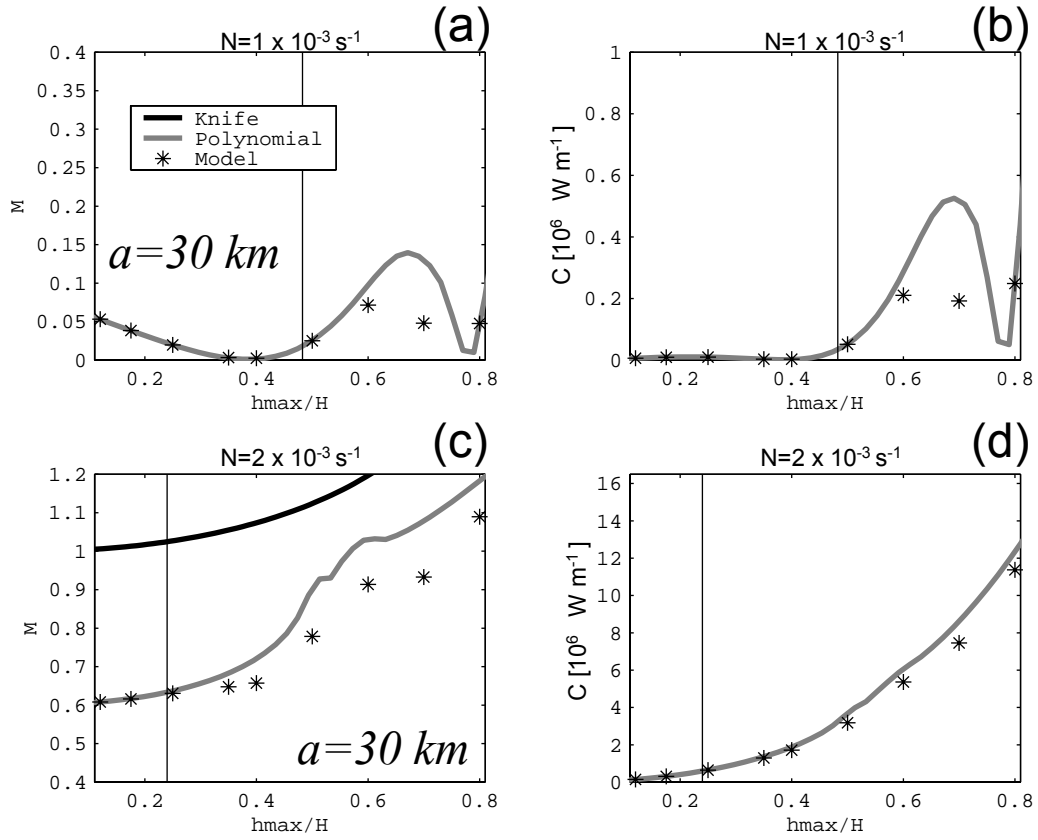 (a)
N=1 x 10-3 s-1
0.4
0.35
0.3
0.25
0.2
0.15
0.1
0.05
0
M
Knife
Polynomial
Model
a=30 km
0.2 0.4 0.6 0.8
hmax/H
(b)
N=1 x 10-3 s-1
1
0.8
0.6
0.4
0.2
0
C [10^6 W m-1]
0.2 0.4 0.6 0.8
hmax/H
(c)
N=2 x 10-3 s-1
1.2
1.1
1
0.9
0.8
0.7
0.6
0.5
0.4
M
a=30 km
0.2 0.4 0.6 0.8
hmax/H
(d)
N=2 x 10-3 s-1
16
14
12
10
8
6
4
2
0
C [10^6 W m-1]
0.2 0.4 0.6 0.8
hmax/H